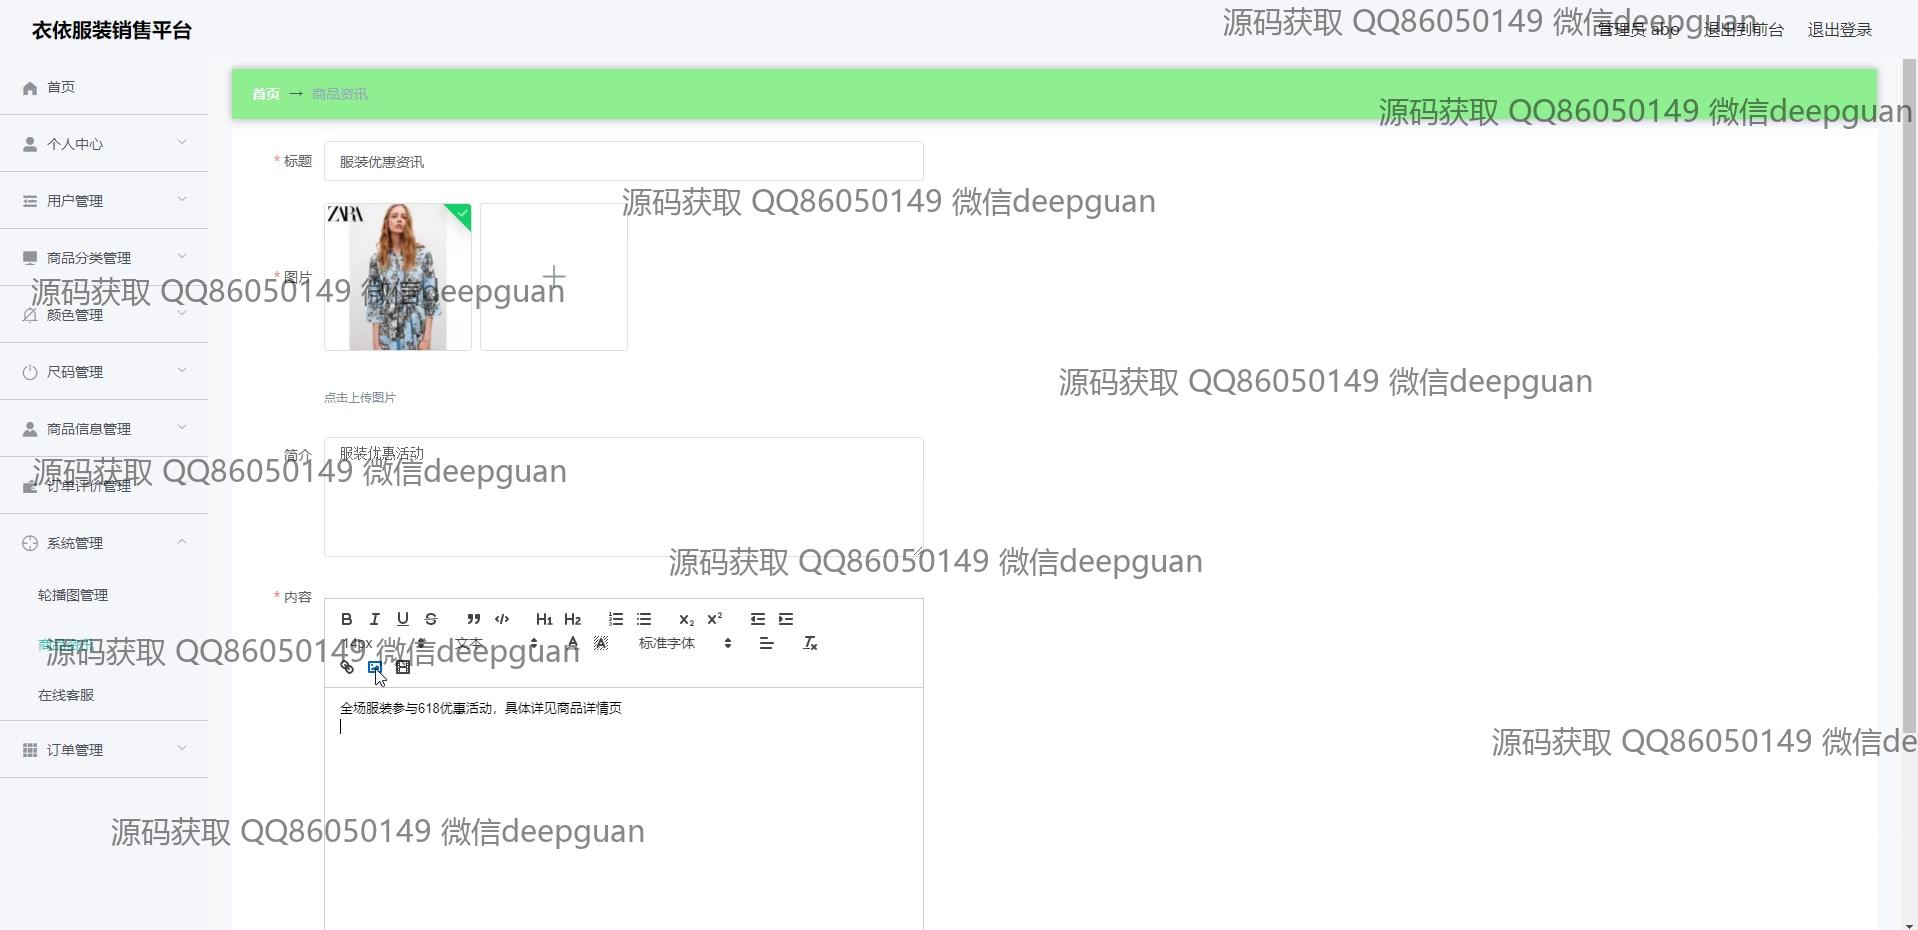 衣依服装销售平台
管理员 abo
退出到前台
退出登录
源码获取 QQ86050149 微信deepguan
首页
个人中心
用户管理
商品分类管理
颜色管理
尺码管理
商品信息管理
订单评价管理
系统管理
轮播图管理
商品资讯
在线客服
订单管理
首页 → 商品资讯
源码获取 QQ86050149 微信deepguan
* 标题
服装优惠资讯
源码获取 QQ86050149 微信deepguan
* 图片
ZARA
源码获取 QQ86050149 微信deepguan
源码获取 QQ86050149 微信deepguan
点击上传图片
简介
服装优惠活动
源码获取 QQ86050149 微信deepguan
源码获取 QQ86050149 微信deepguan
* 内容
B I U S H1 H2 X2 X2
14px 文本 A A 标准字体 Tx
源码获取 QQ86050149 微信deepguan
全场服装参与618优惠活动，具体详见商品详情页
源码获取 QQ86050149 微信de
源码获取 QQ86050149 微信deepguan